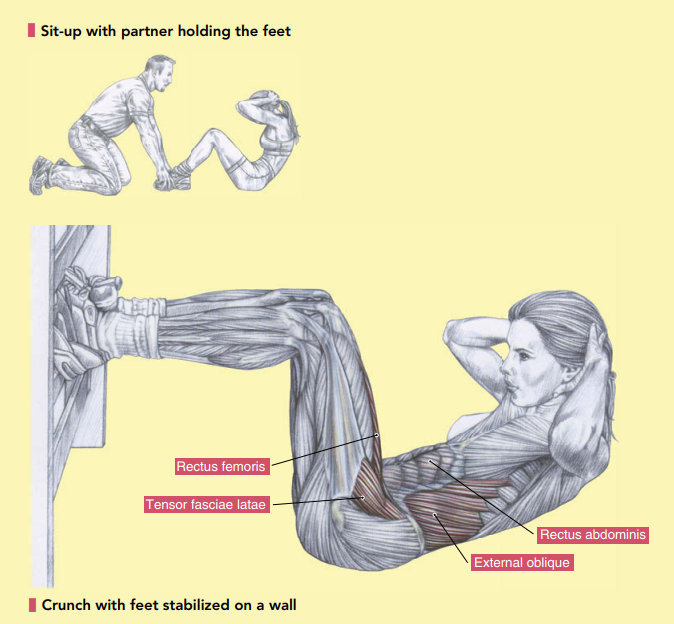 Sit-up with partner holding the feet
Rectus femoris
Tensor fasciae latae
Rectus abdominis
External oblique
Crunch with feet stabilized on a wall